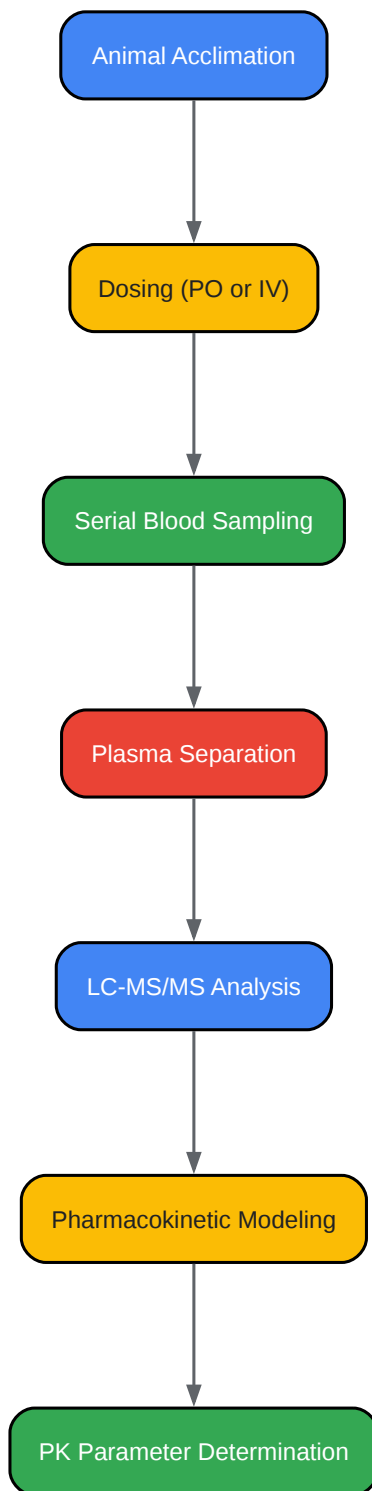 Animal Acclimation
Dosing (PO or IV)
Serial Blood Sampling
Plasma Separation
LC-MS/MS Analysis
Pharmacokinetic Modeling
PK Parameter Determination